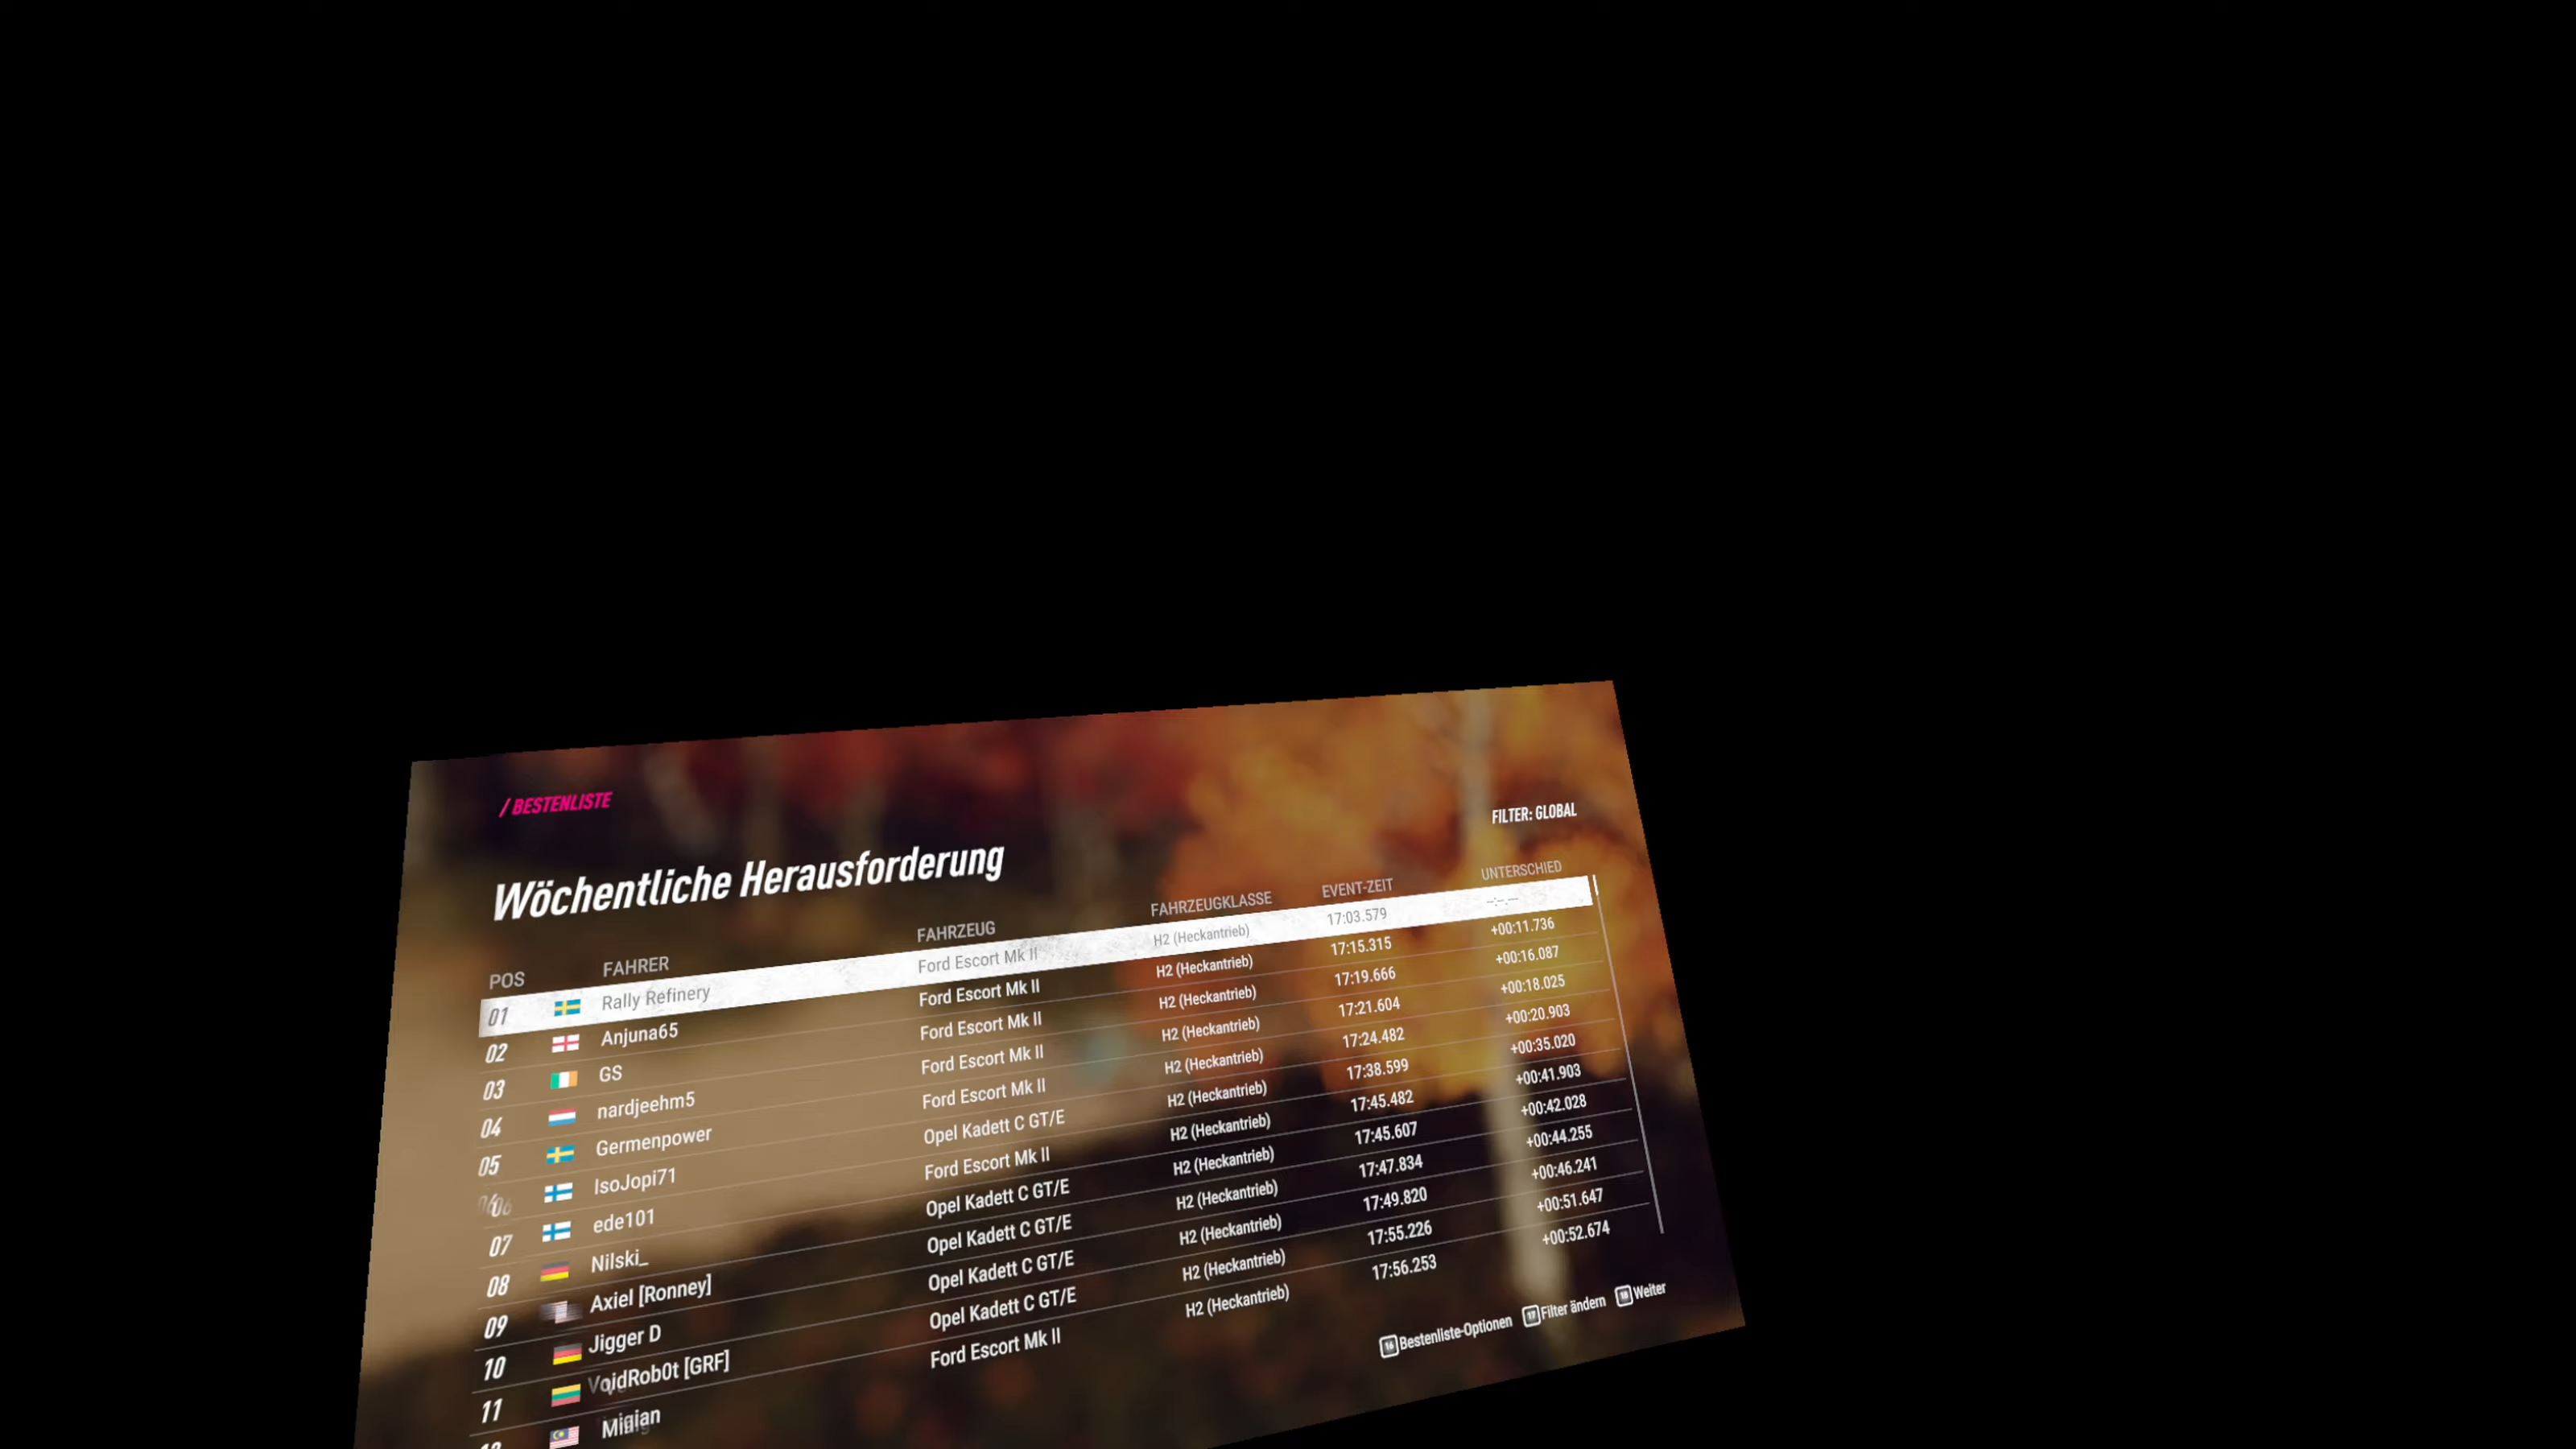 / BESTENLISTE
FILTER: GLOBAL
Wöchentliche Herausforderung
POS FAHRER FAHRZEUG FAHRZEUGKLASSE EVENT-ZEIT UNTERSCHIED
01 Rally Refinery Ford Escort Mk II H2 (Heckantrieb) 17:03.579 --:--.---
02 Anjuna65 Ford Escort Mk II H2 (Heckantrieb) 17:15.315 +00:11.736
03 GS Ford Escort Mk II H2 (Heckantrieb) 17:19.666 +00:16.087
04 nardjeehm5 Ford Escort Mk II H2 (Heckantrieb) 17:21.604 +00:18.025
05 Germenpower Ford Escort Mk II H2 (Heckantrieb) 17:24.482 +00:20.903
06 IsoJopi71 Opel Kadett C GT/E H2 (Heckantrieb) 17:38.599 +00:35.020
07 ede101 Ford Escort Mk II H2 (Heckantrieb) 17:45.482 +00:41.903
08 Nilski_ Opel Kadett C GT/E H2 (Heckantrieb) 17:45.607 +00:42.028
09 Axiel [Ronney] Opel Kadett C GT/E H2 (Heckantrieb) 17:47.834 +00:44.255
10 Jigger D Opel Kadett C GT/E H2 (Heckantrieb) 17:49.820 +00:46.241
11 VoidRob0t [GRF] Opel Kadett C GT/E H2 (Heckantrieb) 17:55.226 +00:51.647
Ford Escort Mk II H2 (Heckantrieb) 17:56.253 +00:52.674
16 Bestenliste-Optionen 17 Filter ändern 18 Weiter